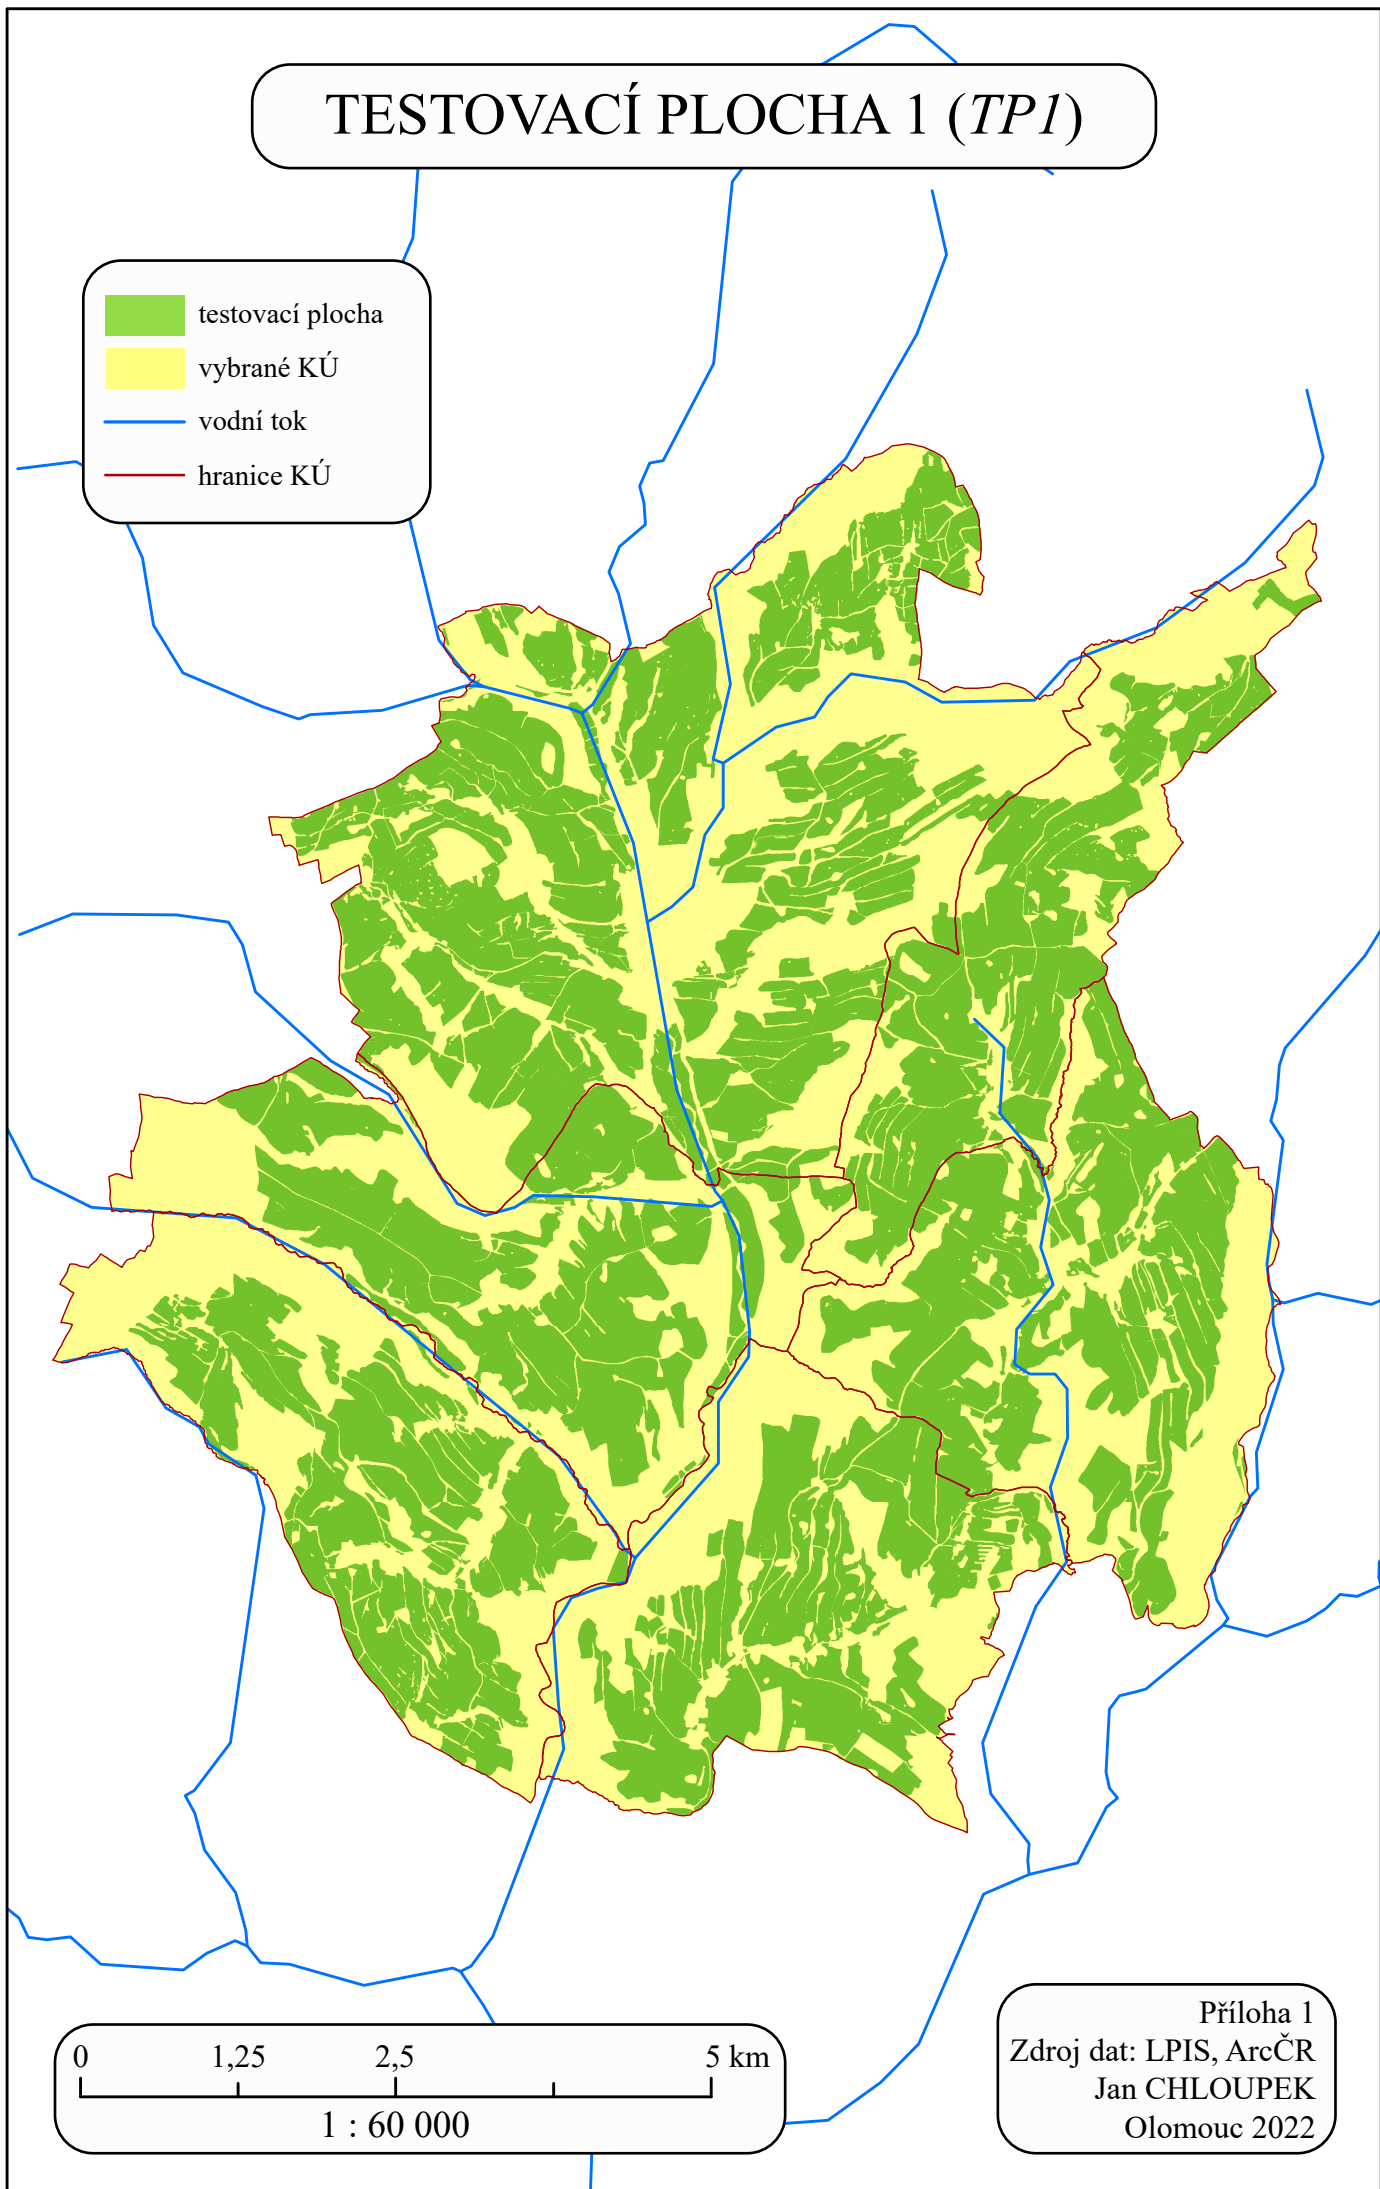 TESTOVACÍ PLOCHA 1 (TP1)
testovací plocha
vybrané KÚ
vodní tok
hranice KÚ
0 1,25 2,5 5 km
1 : 60 000
Příloha 1
Zdroj dat: LPIS, ArcČR
Jan CHLOUPEK
Olomouc 2022